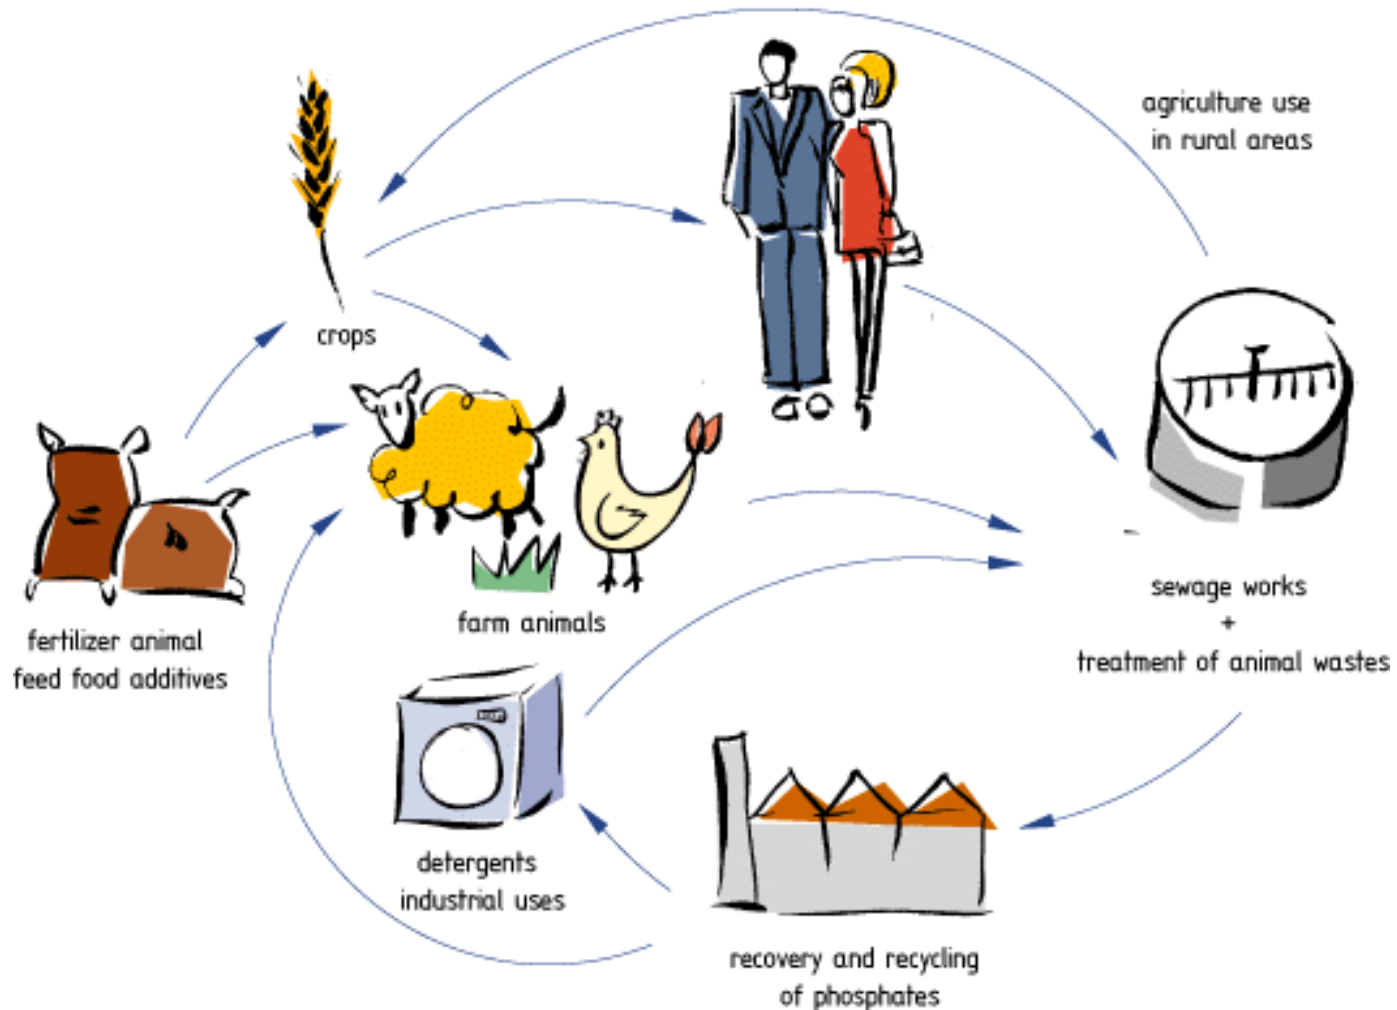 agriculture use
in rural areas
crops
fertilizer animal
feed food additives
farm animals
sewage works
+
treatment of animal wastes
detergents
industrial uses
recovery and recycling
of phosphates